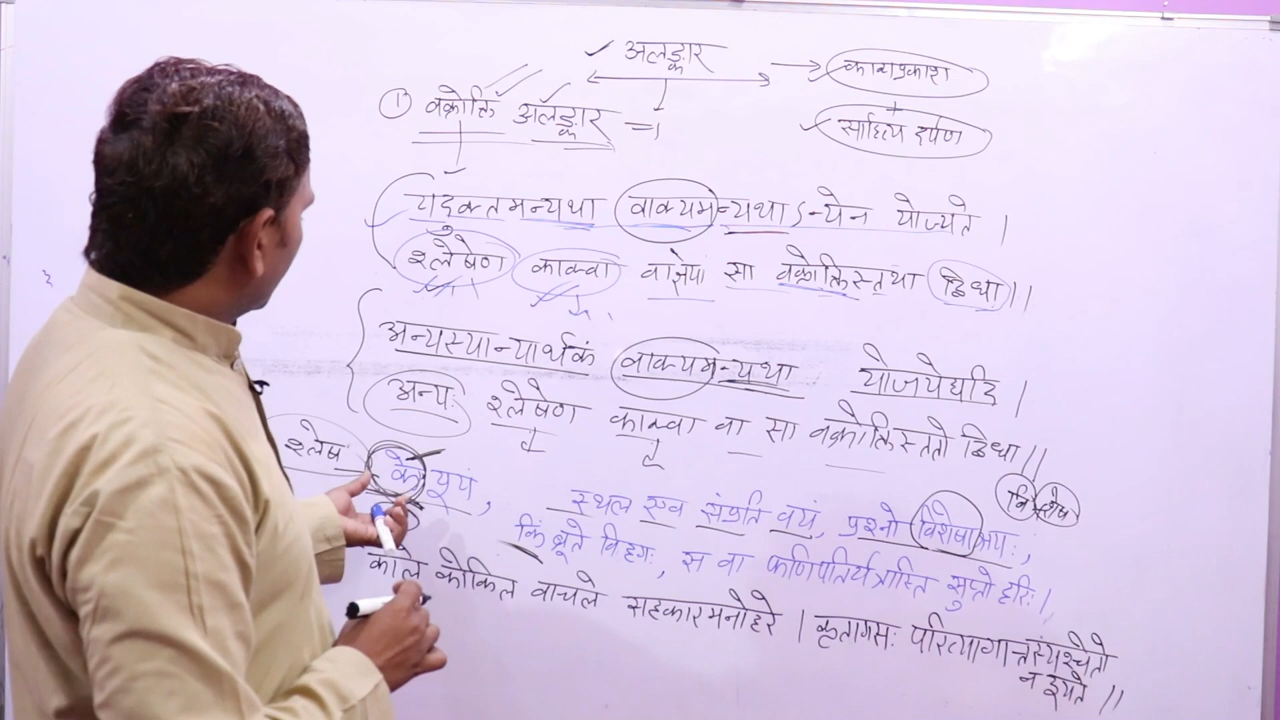 ✓ अलङ्कार → काव्यप्रकाश
+
① वक्रोक्ति अलङ्कार = ✓ साहित्य दर्पण
यदुक्तमन्यथा वाक्यमन्यथाऽन्येन योज्यते ।
श्लेषेण काक्वा वा ज्ञेया सा वक्रोक्तिस्तथा द्विधा ।।
अन्यस्यान्यार्थकं वाक्यमन्यथा योजयेद्यदि ।
अन्यः श्लेषेण काक्वा वा सा वक्रोक्तिस्ततो द्विधा ।।
श्लेष के यूयं, स्थल एव संप्रति वयं, प्रश्नो विशेषाश्रयः,
वि शेष
किं ब्रूते विहगः, स वा फणिपतिर्यत्रास्ति सुप्तो हरिः ।
काले कोकिल वाचले सहकारमनोहरे । कृतागसः परित्यागात्तस्याश्चेतो
न दूयते ।।